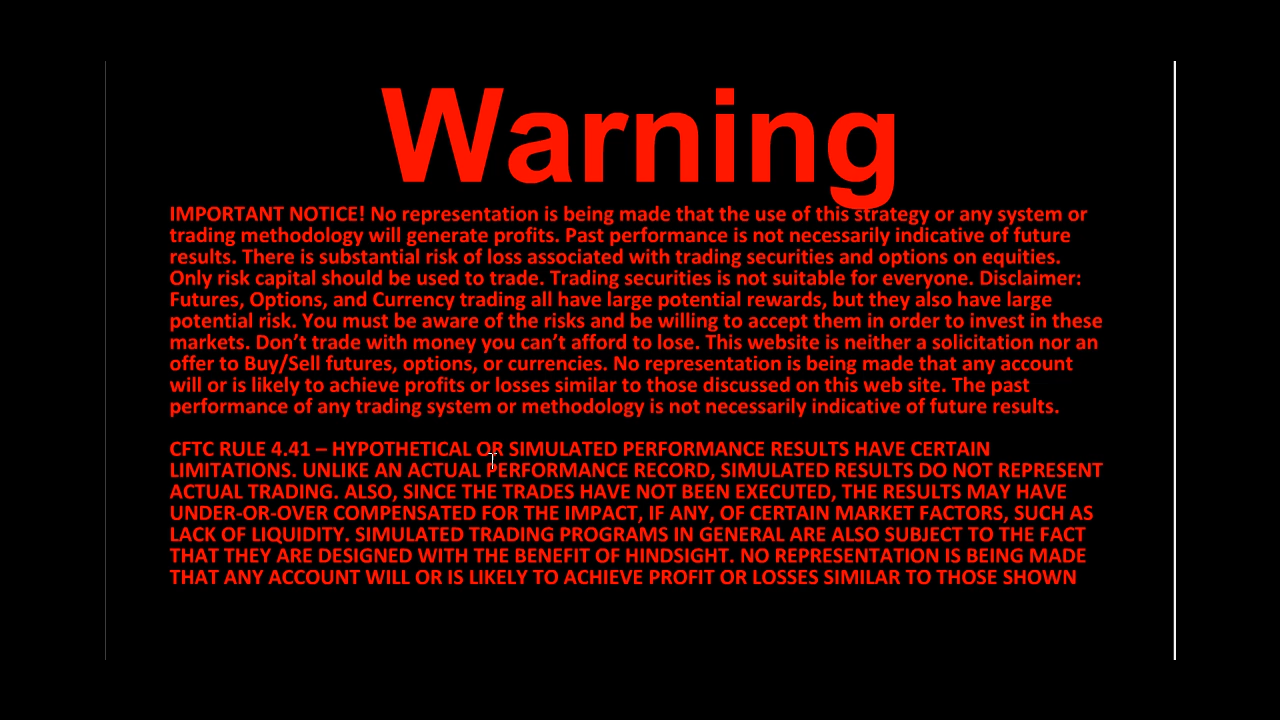 Warning
IMPORTANT NOTICE! No representation is being made that the use of this strategy or any system or
trading methodology will generate profits. Past performance is not necessarily indicative of future
results. There is substantial risk of loss associated with trading securities and options on equities.
Only risk capital should be used to trade. Trading securities is not suitable for everyone. Disclaimer:
Futures, Options, and Currency trading all have large potential rewards, but they also have large
potential risk. You must be aware of the risks and be willing to accept them in order to invest in these
markets. Don’t trade with money you can’t afford to lose. This website is neither a solicitation nor an
offer to Buy/Sell futures, options, or currencies. No representation is being made that any account
will or is likely to achieve profits or losses similar to those discussed on this web site. The past
performance of any trading system or methodology is not necessarily indicative of future results.
CFTC RULE 4.41 – HYPOTHETICAL OR SIMULATED PERFORMANCE RESULTS HAVE CERTAIN
LIMITATIONS. UNLIKE AN ACTUAL PERFORMANCE RECORD, SIMULATED RESULTS DO NOT REPRESENT
ACTUAL TRADING. ALSO, SINCE THE TRADES HAVE NOT BEEN EXECUTED, THE RESULTS MAY HAVE
UNDER-OR-OVER COMPENSATED FOR THE IMPACT, IF ANY, OF CERTAIN MARKET FACTORS, SUCH AS
LACK OF LIQUIDITY. SIMULATED TRADING PROGRAMS IN GENERAL ARE ALSO SUBJECT TO THE FACT
THAT THEY ARE DESIGNED WITH THE BENEFIT OF HINDSIGHT. NO REPRESENTATION IS BEING MADE
THAT ANY ACCOUNT WILL OR IS LIKELY TO ACHIEVE PROFIT OR LOSSES SIMILAR TO THOSE SHOWN